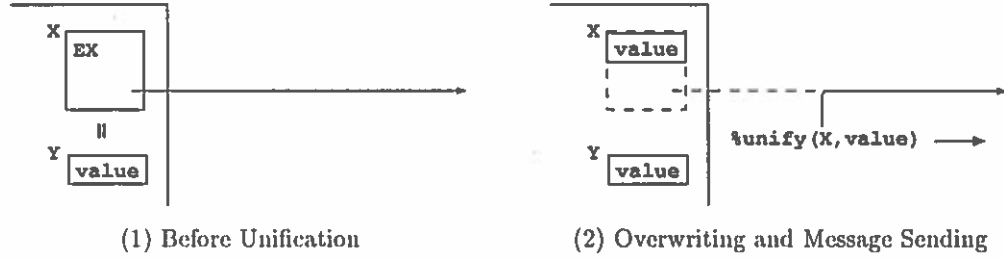 X
EX
=
Y
value
(1) Before Unification
X
value
%unify(X,value)
Y
value
(2) Overwriting and Message Sending